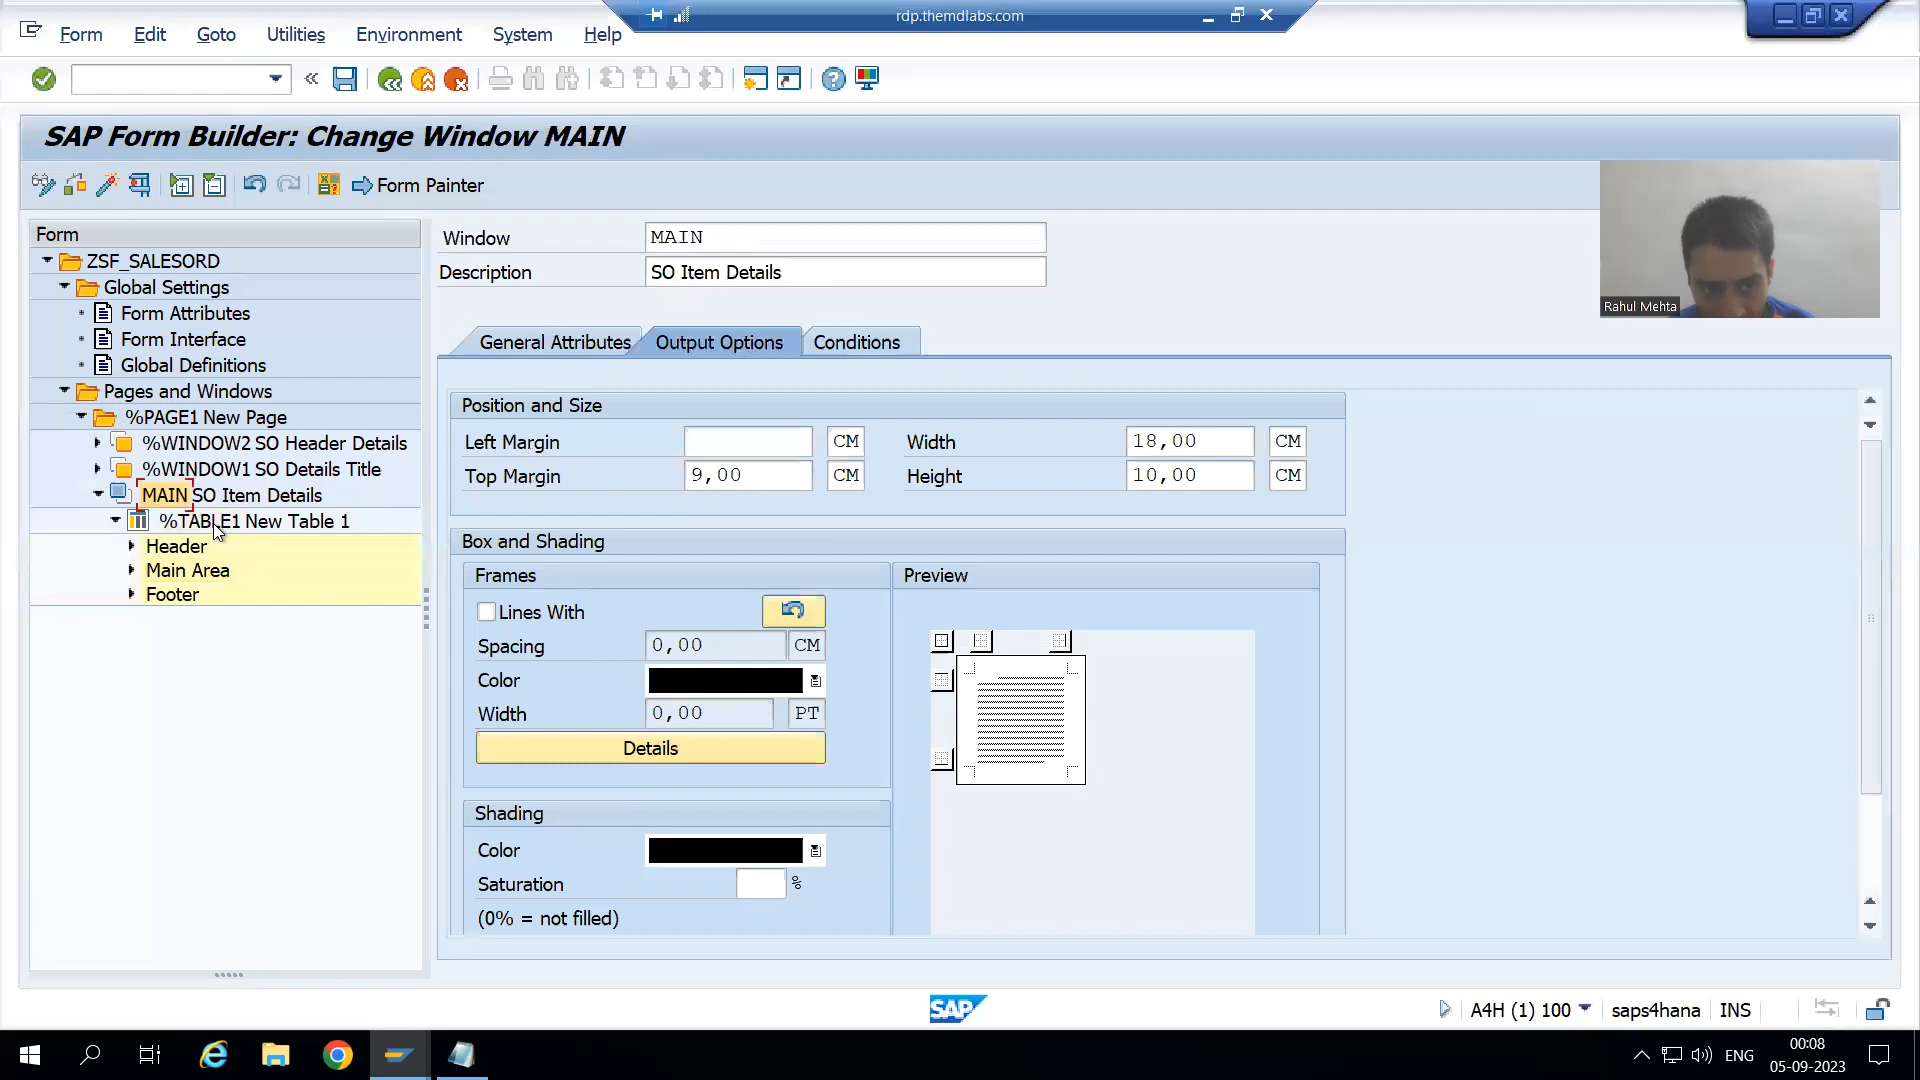 rdp.themdlabs.com
Form Edit Goto Utilities Environment System Help
SAP Form Builder: Change Window MAIN
Form Painter
Form
ZSF_SALESORD
Global Settings
Form Attributes
Form Interface
Global Definitions
Pages and Windows
%PAGE1 New Page
%WINDOW2 SO Header Details
%WINDOW1 SO Details Title
MAIN SO Item Details
%TABLE1 New Table 1
Header
Main Area
Footer
Window MAIN
Description SO Item Details
General Attributes Output Options Conditions
Position and Size
Left Margin CM Width 18,00 CM
Top Margin 9,00 CM Height 10,00 CM
Box and Shading
Frames Preview
Lines With
Spacing 0,00 CM
Color
Width 0,00 PT
Details
Shading
Color
Saturation %
(0% = not filled)
Rahul Mehta
SAP A4H (1) 100 saps4hana INS
ENG 00:08
05-09-2023